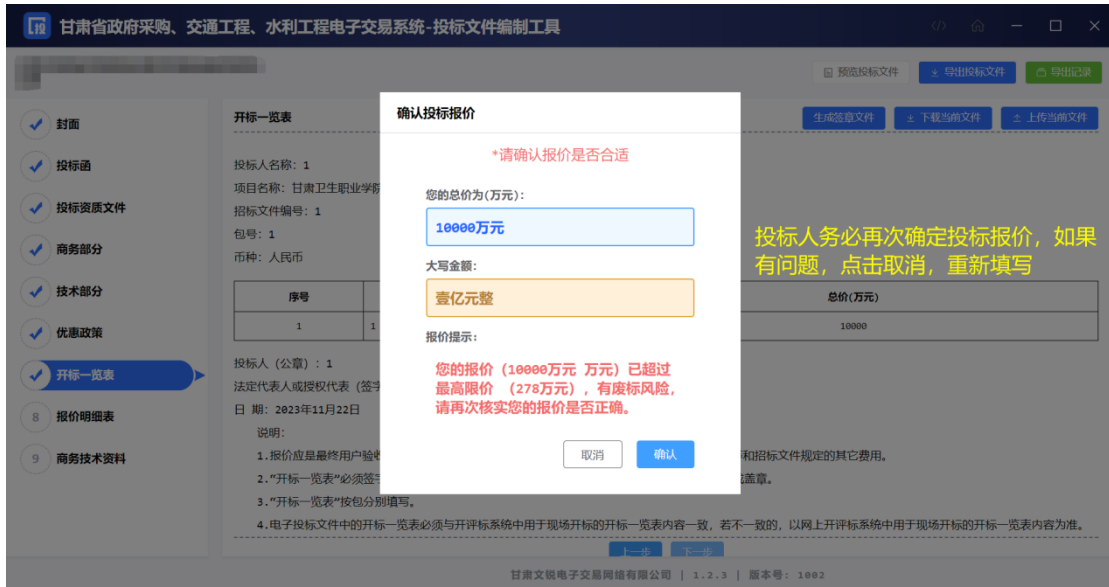 投 甘肃省政府采购、交通工程、水利工程电子交易系统-投标文件编制工具
预览投标文件 导出投标文件 导出记录
封面
投标函
投标资质文件
商务部分
技术部分
优惠政策
开标一览表
8 报价明细表
9 商务技术资料
开标一览表
生成签章文件 下载当前文件 上传当前文件
投标人名称: 1
项目名称: 甘肃卫生职业学院
招标文件编号: 1
包号: 1
币种: 人民币
序号 总价(万元)
1 1 10000
投标人 (公章) : 1
法定代表人或授权代表 (签字
日 期: 2023年11月22日
说明:
1.报价应是最终用户验收 和招标文件规定的其它费用。
2.“开标一览表”必须签字 盖章。
3.“开标一览表”按包分别填写。
4.电子投标文件中的开标一览表必须与开评标系统中用于现场开标的开标一览表内容一致, 若不一致的, 以网上开评标系统中用于现场开标的开标一览表内容为准。
上一步 下一步
确认投标报价
*请确认报价是否合适
您的总价为(万元):
10000万元
大写金额:
壹亿元整
报价提示:
您的报价 (10000万元 万元) 已超过
最高限价 (278万元) , 有废标风险,
请再次核实您的报价是否正确。
取消 确认
投标人务必再次确定投标报价, 如果
有问题, 点击取消, 重新填写
甘肃文锐电子交易网络有限公司 | 1.2.3 | 版本号: 1002